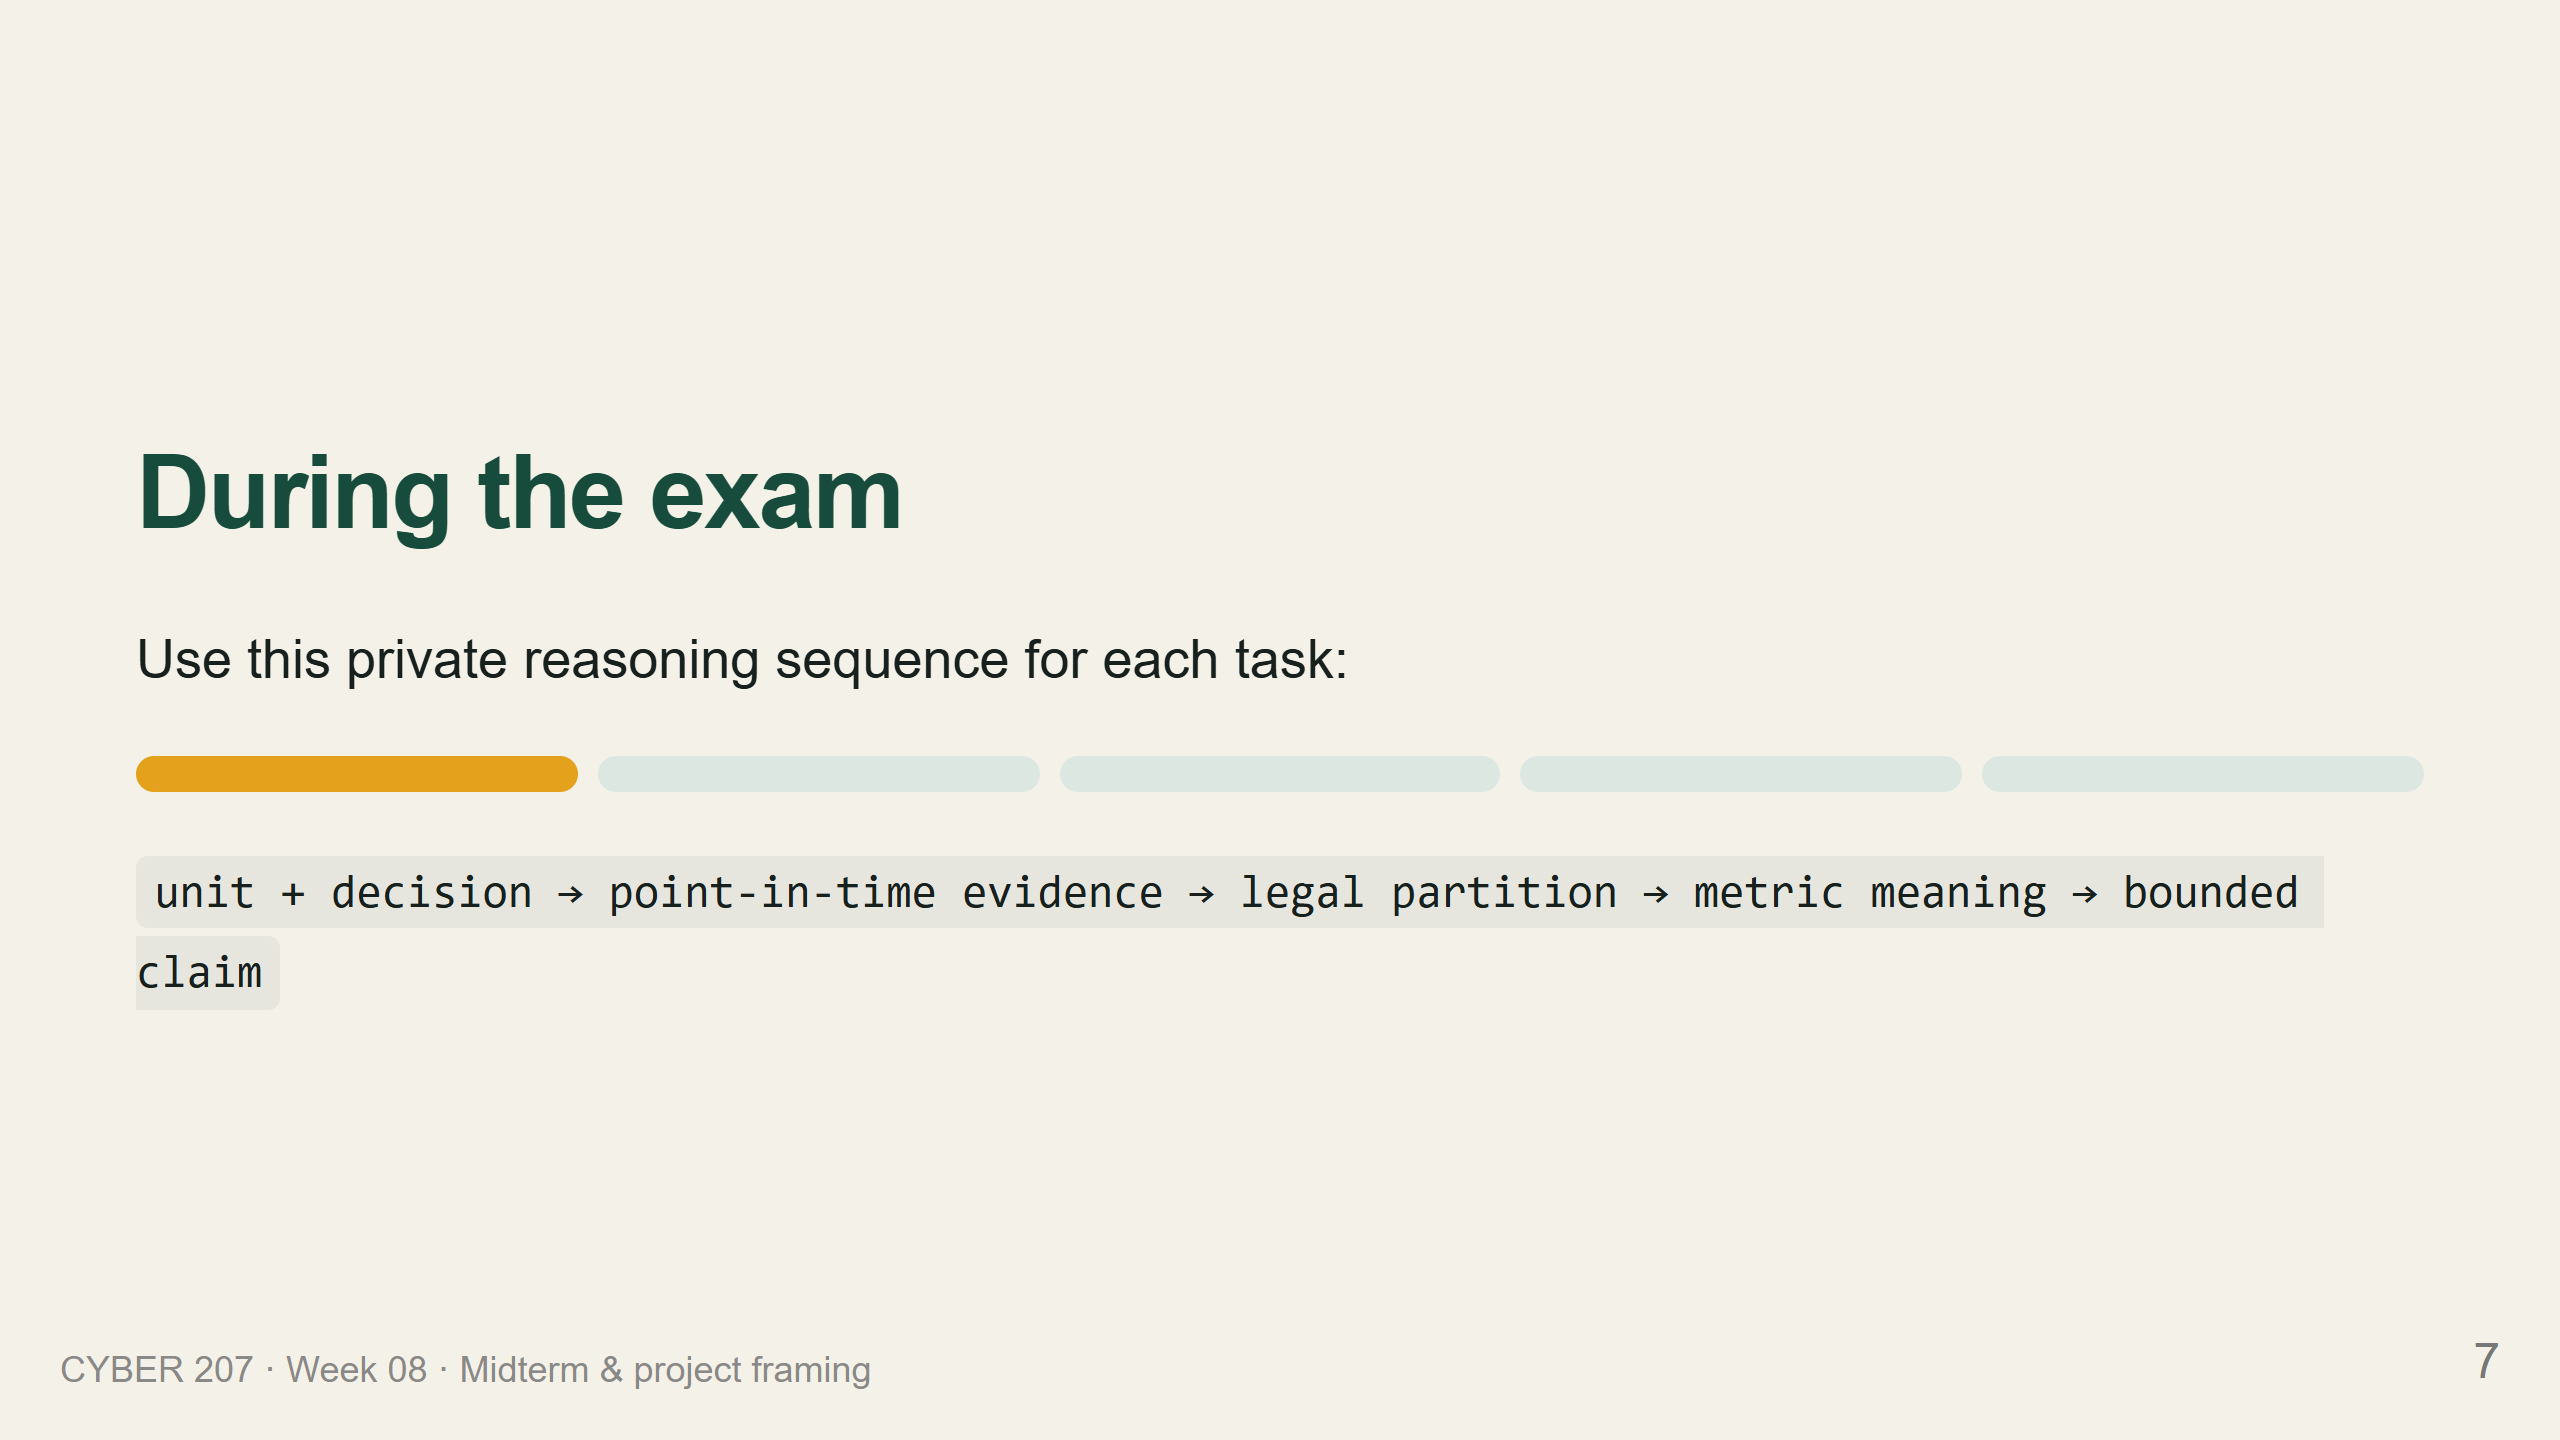 During the exam
Use this private reasoning sequence for each task:
unit + decision → point-in-time evidence → legal partition → metric meaning → bounded
claim
CYBER 207 · Week 08 · Midterm & project framing
7